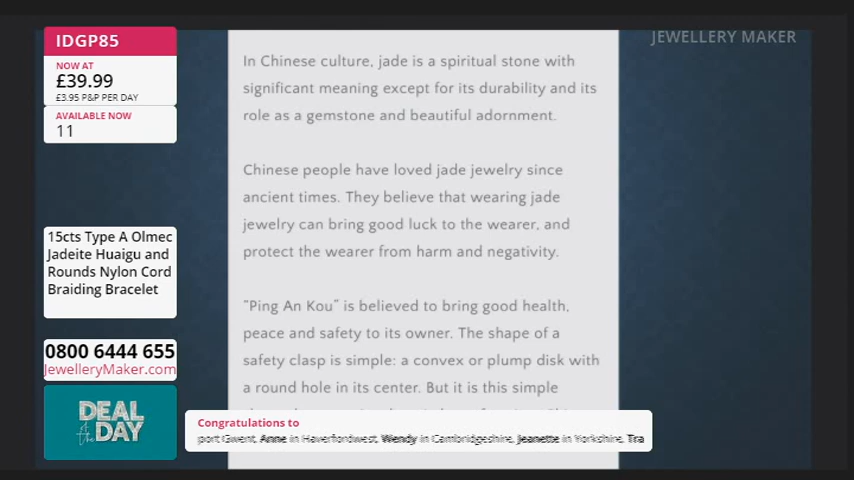 IDGP85
NOW AT
£39.99
£3.95 P&P PER DAY
AVAILABLE NOW
11
15cts Type A Olmec
Jadeite Huaigu and
Rounds Nylon Cord
Braiding Bracelet
0800 6444 655
JewelleryMaker.com
DEAL
of the
DAY
JEWELLERY MAKER
In Chinese culture, jade is a spiritual stone with
significant meaning except for its durability and its
role as a gemstone and beautiful adornment.
Chinese people have loved jade jewelry since
ancient times. They believe that wearing jade
jewelry can bring good luck to the wearer, and
protect the wearer from harm and negativity.
“Ping An Kou” is believed to bring good health,
peace and safety to its owner. The shape of a
safety clasp is simple: a convex or plump disk with
a round hole in its center. But it is this simple
Congratulations to
port Gwent, Anne in Haverfordwest, Wendy in Cambridgeshire, Jeanette in Yorkshire, Tra